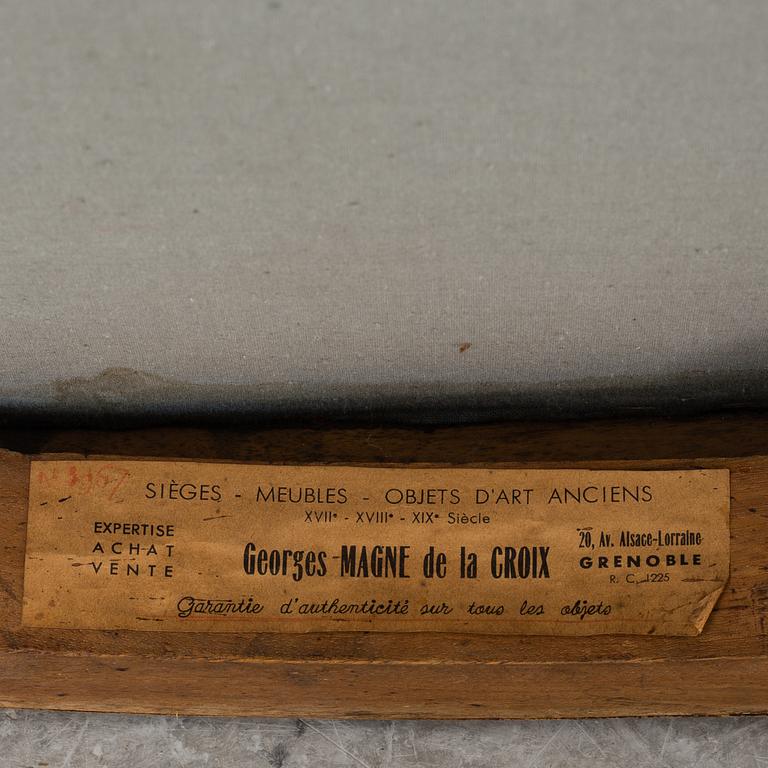 SIÈGES - MEUBLES - OBJETS D'ART ANCIENS
XVIIe - XVIIIe - XIXe Siècle
EXPERTISE
ACHAT
VENTE
Georges MAGNE de la CROIX
20, Av. Alsace-Lorraine
GRENOBLE
R. C. 1225
Garantie d'authenticité sur tous les objets